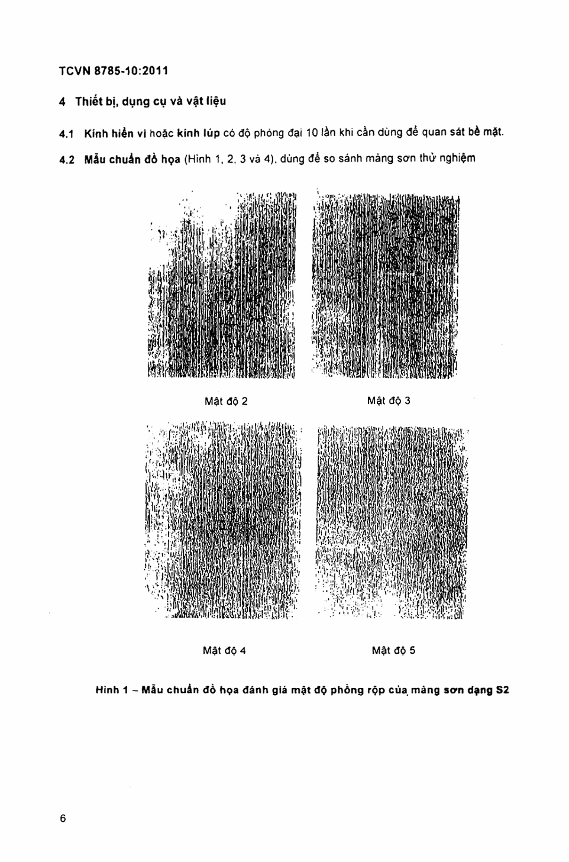 TCVN 8785-10:2011
4 Thiết bị, dụng cụ và vật liệu
4.1 Kính hiển vi hoặc kính lúp có độ phóng đại 10 lần khi cần dùng để quan sát bề mặt.
4.2 Mẫu chuẩn đồ họa (Hình 1, 2, 3 và 4), dùng để so sánh màng sơn thử nghiệm
Mật độ 2 Mật độ 3
Mật độ 4 Mật độ 5
Hình 1 – Mẫu chuẩn đồ họa đánh giá mật độ phồng rộp của màng sơn dạng S2
6